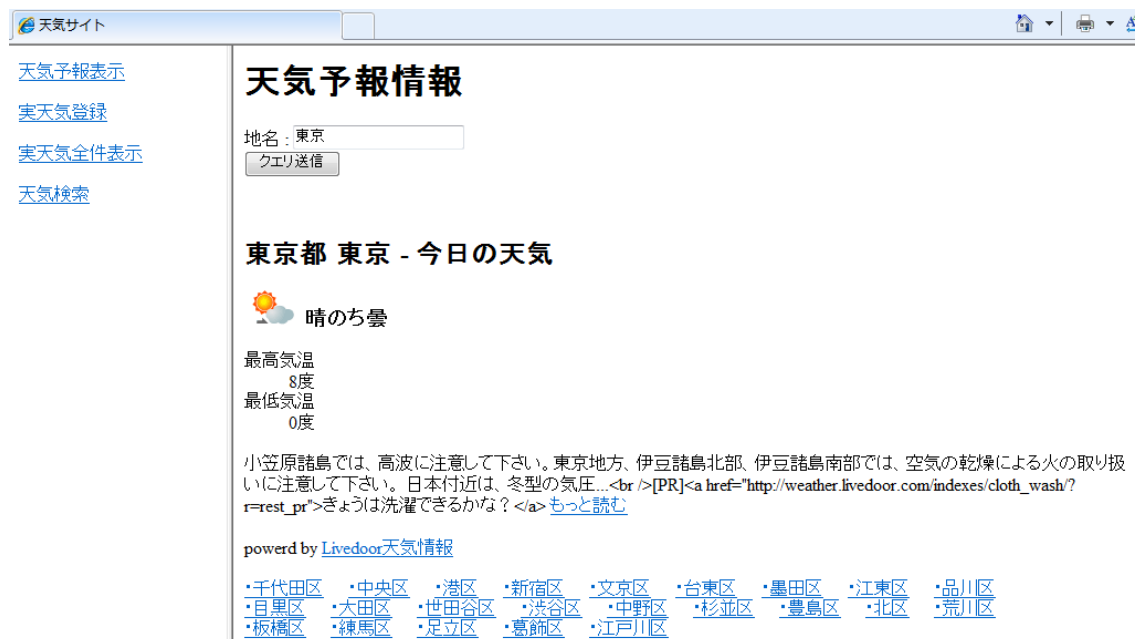 天気サイト
天気予報表示
実天気登録
実天気全件表示
天気検索
天気予報情報
地名：東京
クエリ送信
東京都 東京 - 今日の天気
晴のち曇
最高気温
8度
最低気温
0度
小笠原諸島では、高波に注意して下さい。東京地方、伊豆諸島北部、伊豆諸島南部では、空気の乾燥による火の取り扱
いに注意して下さい。日本付近は、冬型の気圧...<br />[PR]<a href="http://weather.livedoor.com/indexes/cloth_wash/?
r=rest_pr">きょうは洗濯できるかな？</a> もっと読む
powerd by Livedoor天気情報
・千代田区 ・中央区 ・港区 ・新宿区 ・文京区 ・台東区 ・墨田区 ・江東区 ・品川区
・目黒区 ・大田区 ・世田谷区 ・渋谷区 ・中野区 ・杉並区 ・豊島区 ・北区 ・荒川区
・板橋区 ・練馬区 ・足立区 ・葛飾区 ・江戸川区